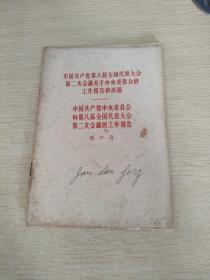 中国共产党第八届全国代表大会
第二次会议关于中央委员会的
工作报告的决议
中国共产党中央委员会
向第八届全国代表大会
第二次会议的工作报告
刘少奇